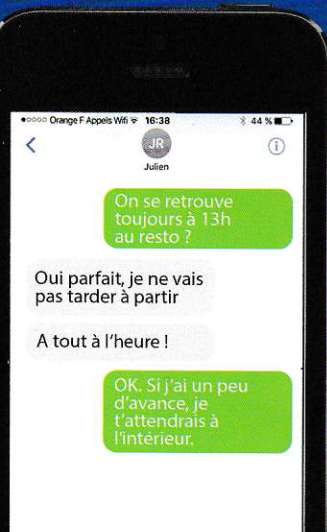 ●○○○○ Orange F Appels Wifi 16:38 44 %
JR
Julien
On se retrouve
toujours à 13h
au resto ?
Oui parfait, je ne vais
pas tarder à partir
A tout à l'heure !
OK. Si j'ai un peu
d'avance, je
t'attendrais à
l'intérieur.